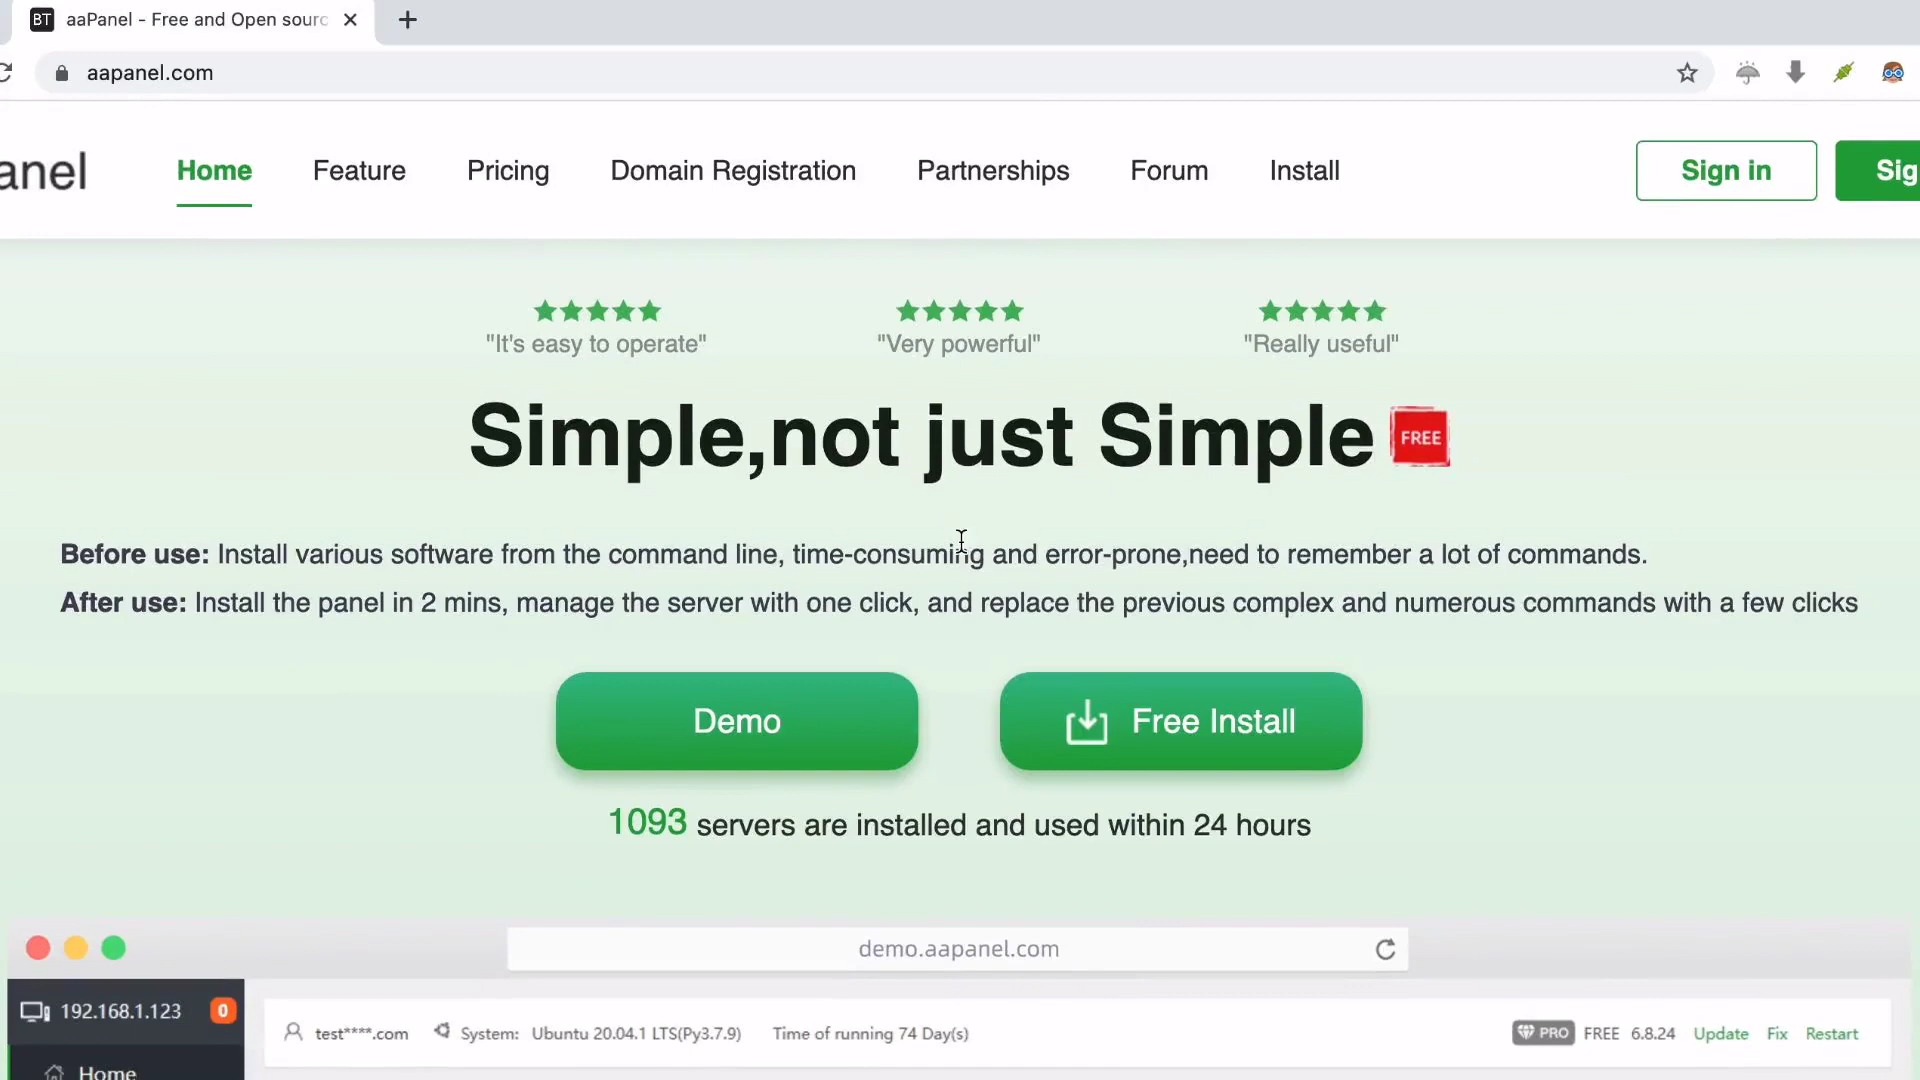 BT aaPanel - Free and Open sourc
aapanel.com
anel
Home Feature Pricing Domain Registration Partnerships Forum Install Sign in Sig
"It's easy to operate" "Very powerful" "Really useful"
Simple,not just Simple FREE
Before use: Install various software from the command line, time-consuming and error-prone,need to remember a lot of commands.
After use: Install the panel in 2 mins, manage the server with one click, and replace the previous complex and numerous commands with a few clicks
Demo Free Install
1093 servers are installed and used within 24 hours
demo.aapanel.com
192.168.1.123 0
test****.com System: Ubuntu 20.04.1 LTS(Py3.7.9) Time of running 74 Day(s) PRO FREE 6.8.24 Update Fix Restart
Home